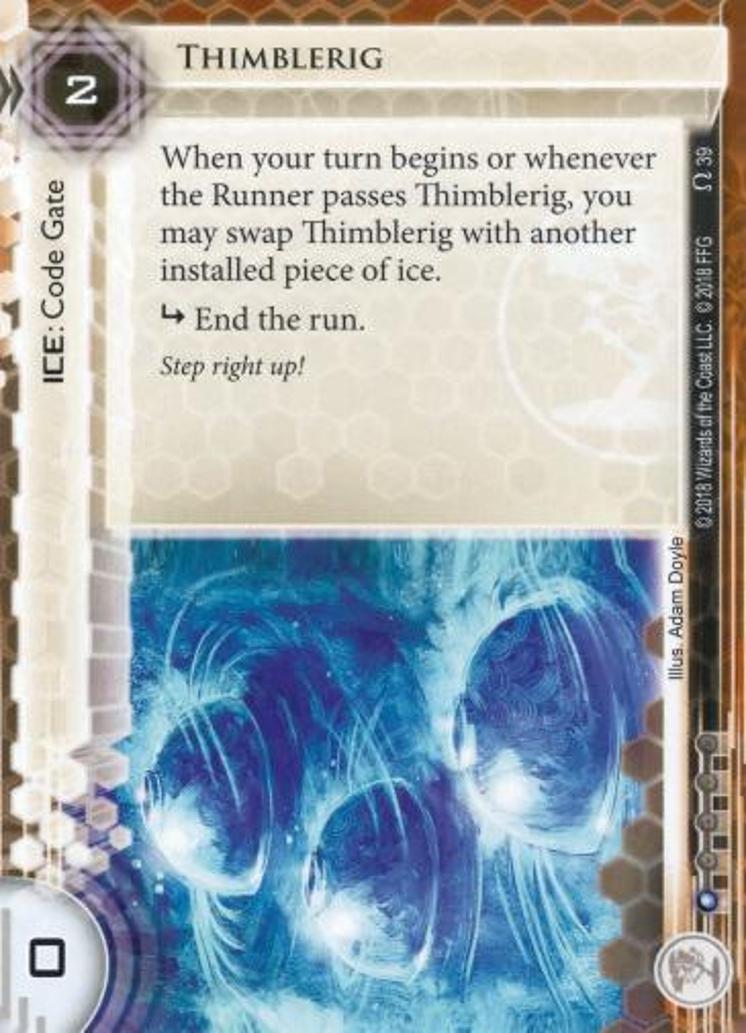 2
THIMBLERIG
ICE: Code Gate
When your turn begins or whenever
the Runner passes Thimblerig, you
may swap Thimblerig with another
installed piece of ice.
↳ End the run.
Step right up!
Ω 39
© 2018 Wizards of the Coast LLC. © 2018 FFG
Illus. Adam Doyle
0